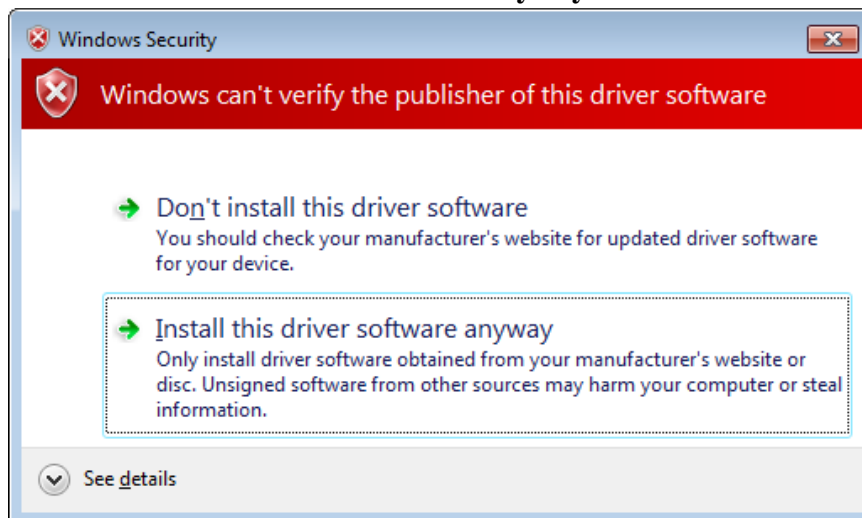 Windows Security
Windows can't verify the publisher of this driver software
Don't install this driver software
You should check your manufacturer's website for updated driver software
for your device.
Install this driver software anyway
Only install driver software obtained from your manufacturer's website or
disc. Unsigned software from other sources may harm your computer or steal
information.
See details